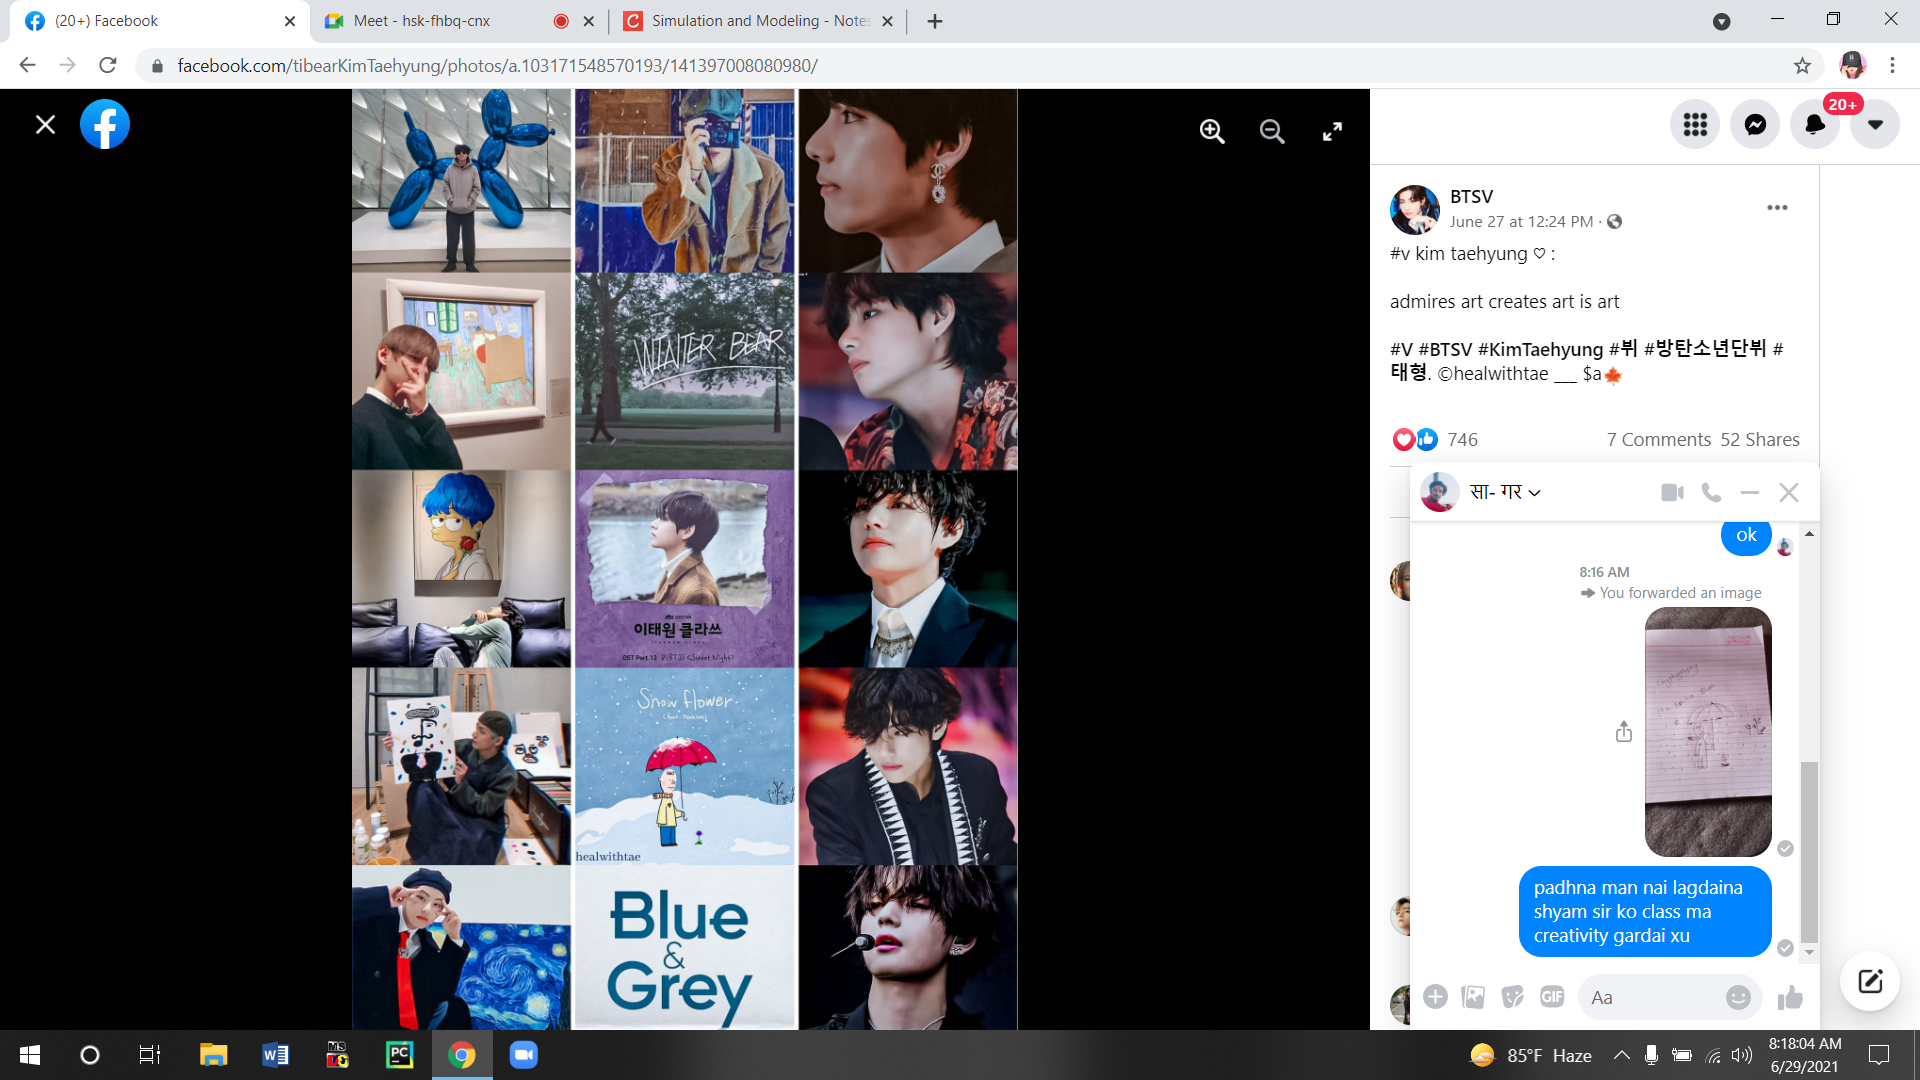 (20+) Facebook
Meet - hsk-fhbq-cnx
Simulation and Modeling - Notes
facebook.com/tibearKimTaehyung/photos/a.103171548570193/141397008080980/
20+
BTSV
June 27 at 12:24 PM ·
#v kim taehyung ♡ :
admires art creates art is art
#V #BTSV #KimTaehyung #뷔 #방탄소년단뷔 #
태형. ©healwithtae ___ $a🍁
746
7 Comments 52 Shares
WINTER BEAR
이태원 클라쓰
OST Part.12 V(BTS) <Sweet Night>
Snow flower
healwithtae
Blue
&
Grey
सा- गर
ok
8:16 AM
You forwarded an image
padhna man nai lagdaina
shyam sir ko class ma
creativity gardai xu
GIF
Aa
85°F Haze
8:18:04 AM
6/29/2021